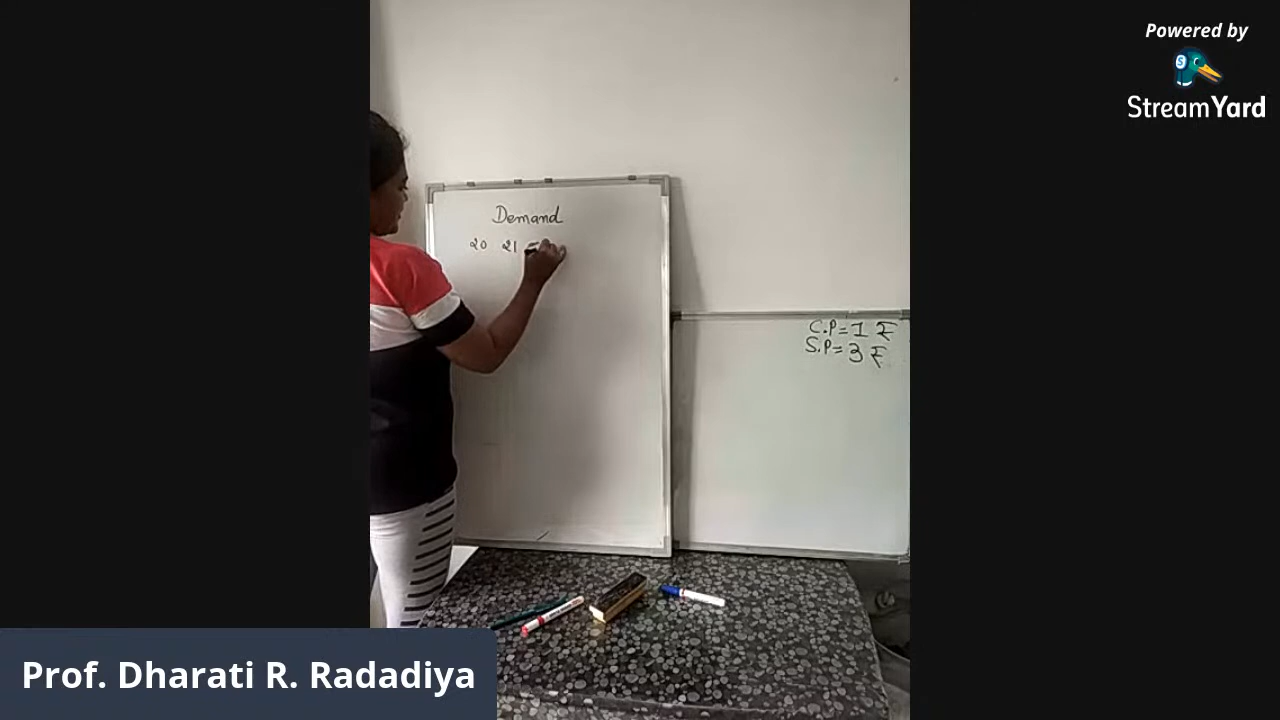 Powered by
StreamYard
Demand
20 21
C.P = 1 ₹
S.P = 3 ₹
Prof. Dharati R. Radadiya